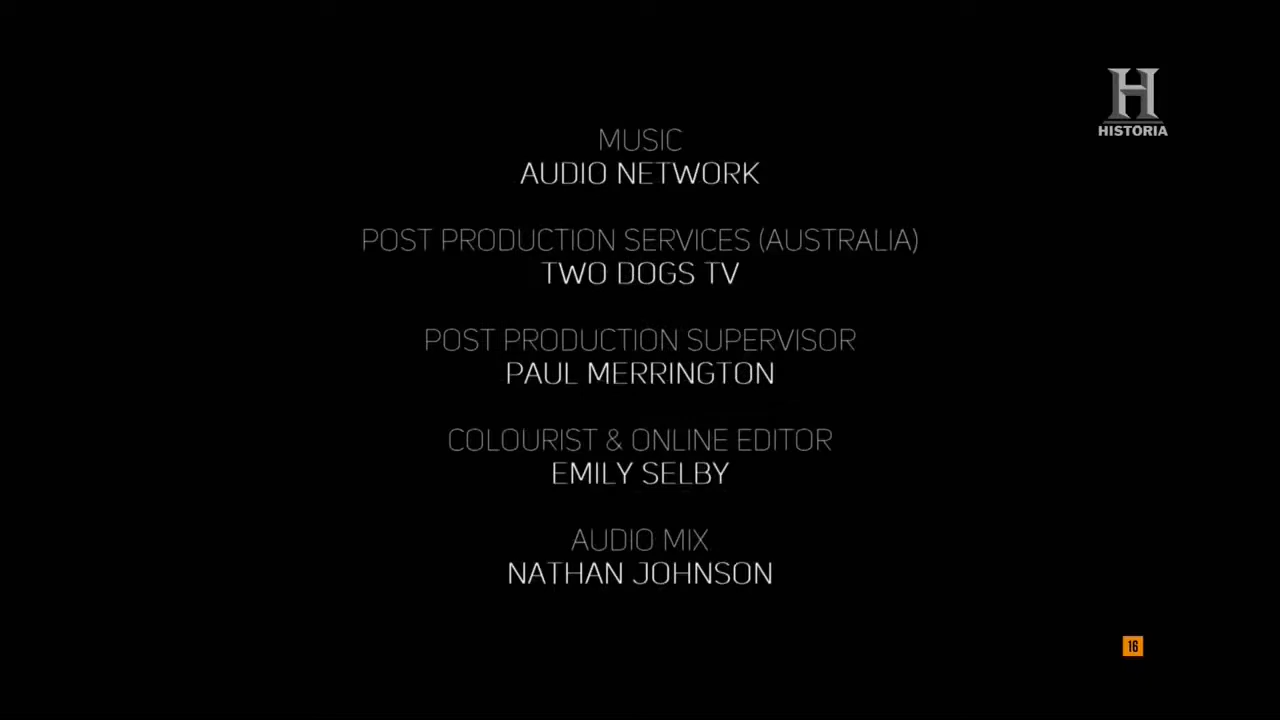 H
HISTORIA
MUSIC
AUDIO NETWORK
POST PRODUCTION SERVICES (AUSTRALIA)
TWO DOGS TV
POST PRODUCTION SUPERVISOR
PAUL MERRINGTON
COLOURIST & ONLINE EDITOR
EMILY SELBY
AUDIO MIX
NATHAN JOHNSON
16